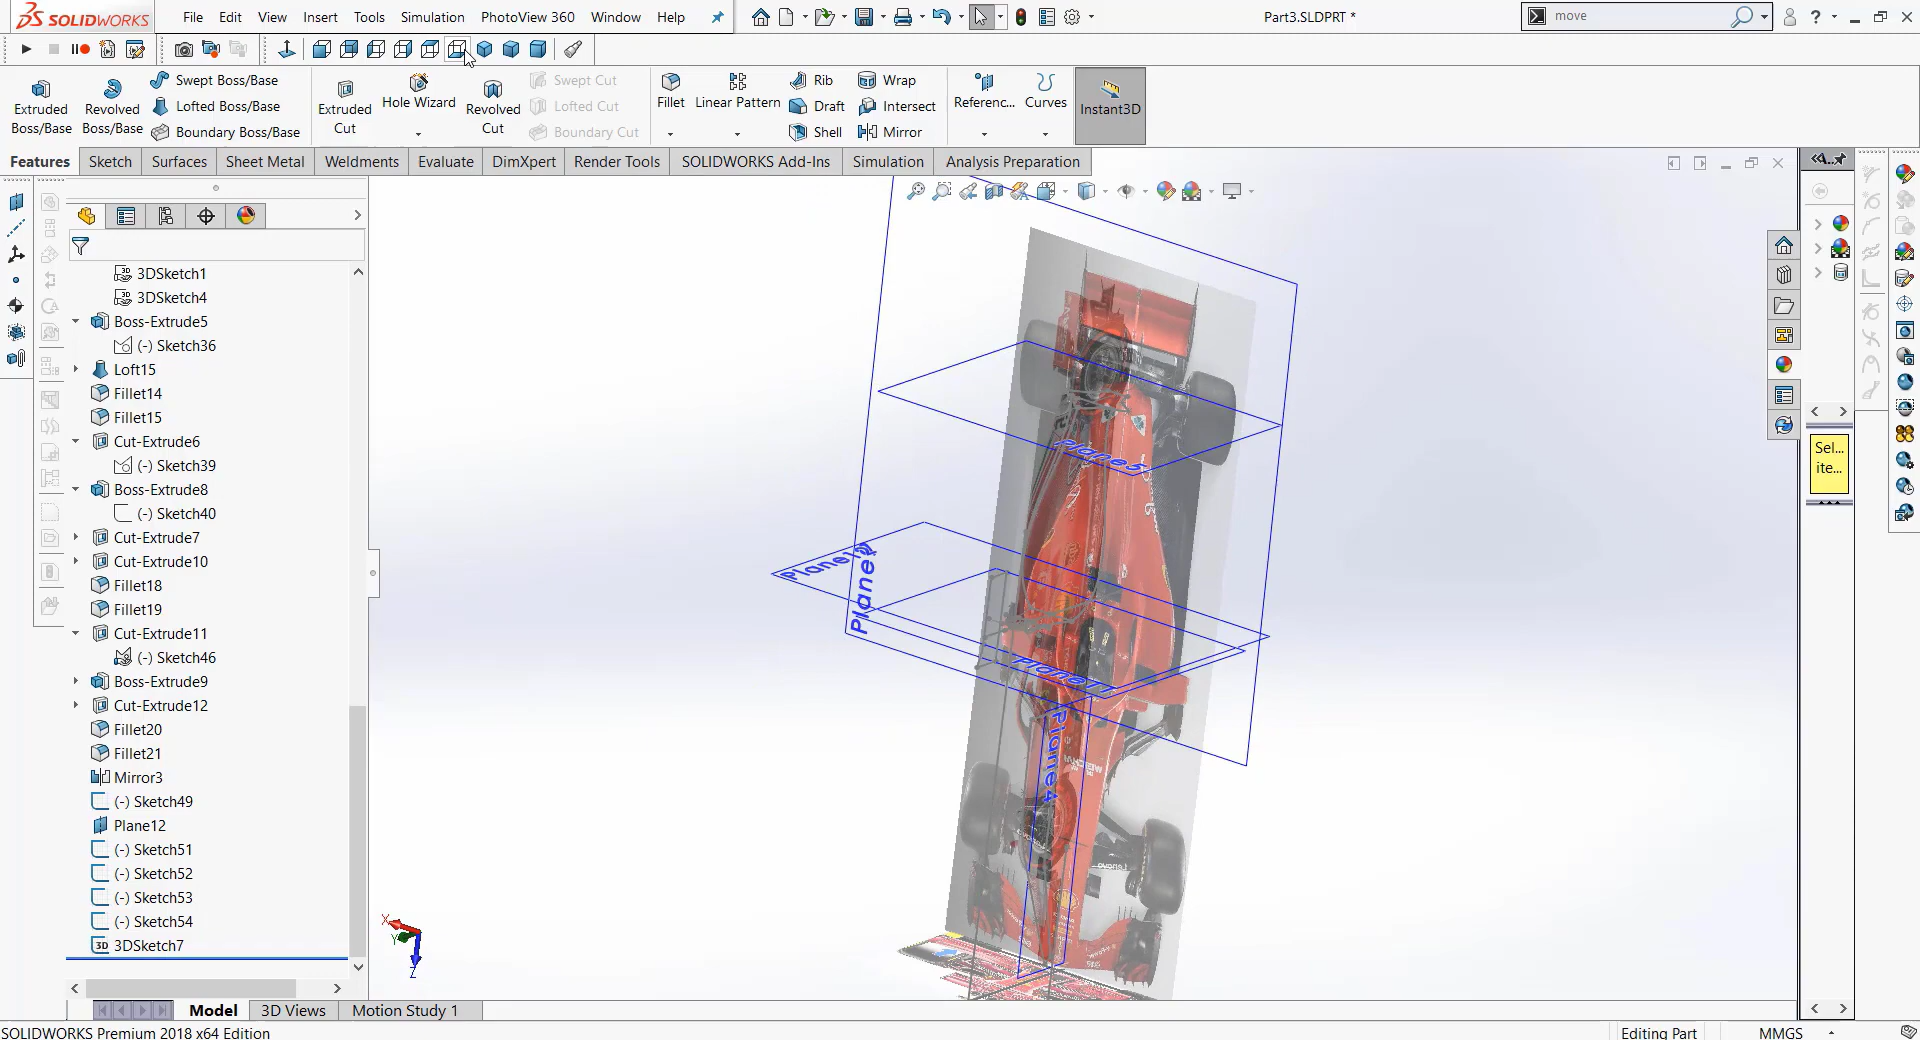 SOLIDWORKS File Edit View Insert Tools Simulation PhotoView 360 Window Help Part3.SLDPRT * move
Extruded Boss/Base
Revolved Boss/Base
Swept Boss/Base
Lofted Boss/Base
Boundary Boss/Base
Extruded Cut
Hole Wizard
Revolved Cut
Swept Cut
Lofted Cut
Boundary Cut
Fillet
Linear Pattern
Rib
Draft
Shell
Wrap
Intersect
Mirror
Referenc...
Curves
Instant3D
Features Sketch Surfaces Sheet Metal Weldments Evaluate DimXpert Render Tools SOLIDWORKS Add-Ins Simulation Analysis Preparation
3DSketch1
3DSketch4
Boss-Extrude5
(-) Sketch36
Loft15
Fillet14
Fillet15
Cut-Extrude6
(-) Sketch39
Boss-Extrude8
(-) Sketch40
Cut-Extrude7
Cut-Extrude10
Fillet18
Fillet19
Cut-Extrude11
(-) Sketch46
Boss-Extrude9
Cut-Extrude12
Fillet20
Fillet21
Mirror3
(-) Sketch49
Plane12
(-) Sketch51
(-) Sketch52
(-) Sketch53
(-) Sketch54
3D 3DSketch7
Plane5
Plane11
Plane4
X
Y
Z
Sel...
ite...
Model 3D Views Motion Study 1
SOLIDWORKS Premium 2018 x64 Edition Editing Part MMGS